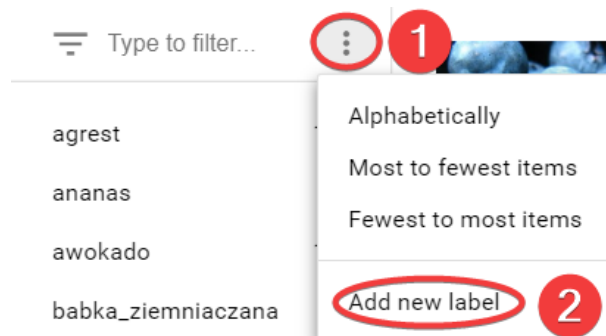 Type to filter...
1
agrest
ananas
awokado
babka_ziemniaczana
Alphabetically
Most to fewest items
Fewest to most items
Add new label
2